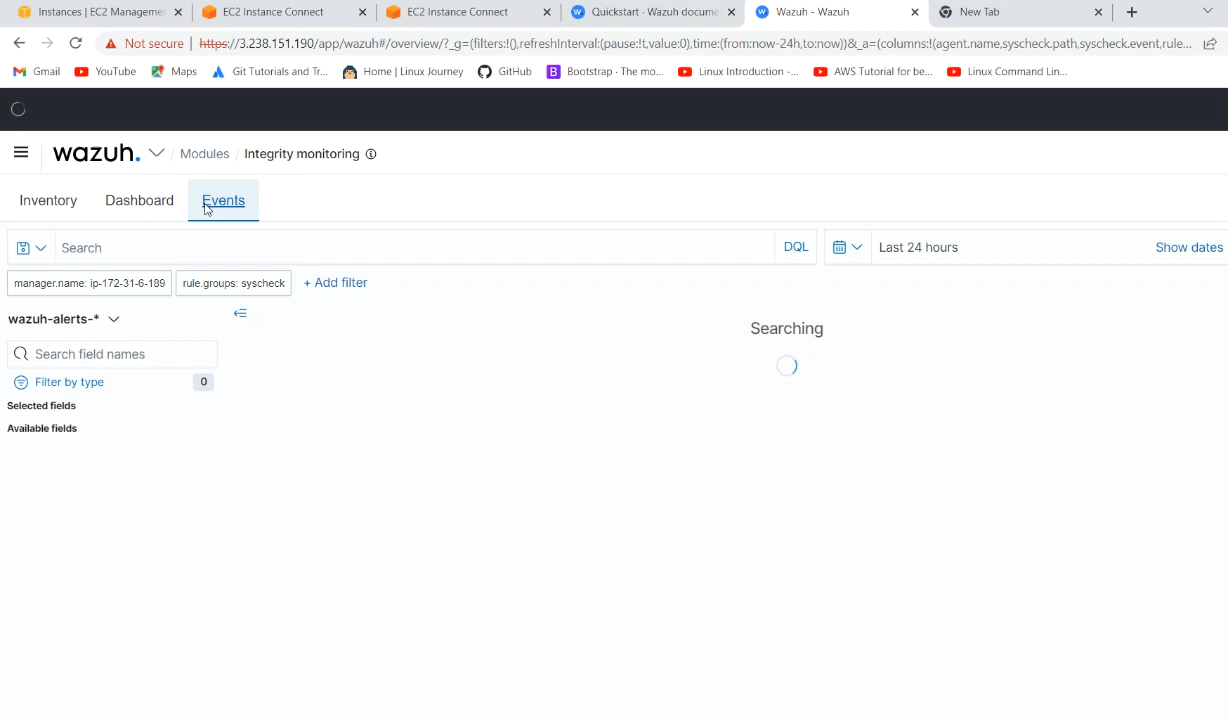 Instances | EC2 Managemer
EC2 Instance Connect
EC2 Instance Connect
Quickstart · Wazuh docume
Wazuh - Wazuh
New Tab
Not secure | https://3.238.151.190/app/wazuh#/overview/?_g=(filters:!(),refreshInterval:(pause:!t,value:0),time:(from:now-24h,to:now))&_a=(columns:!(agent.name,syscheck.path,syscheck.event,rule...
Gmail
YouTube
Maps
Git Tutorials and Tr...
Home | Linux Journey
GitHub
Bootstrap · The mo...
Linux Introduction -...
AWS Tutorial for be...
Linux Command Lin...
wazuh.
/ Modules / Integrity monitoring
Inventory
Dashboard
Events
Search
DQL
Last 24 hours
Show dates
manager.name: ip-172-31-6-189
rule.groups: syscheck
+ Add filter
wazuh-alerts-*
Searching
Search field names
Filter by type
0
Selected fields
Available fields